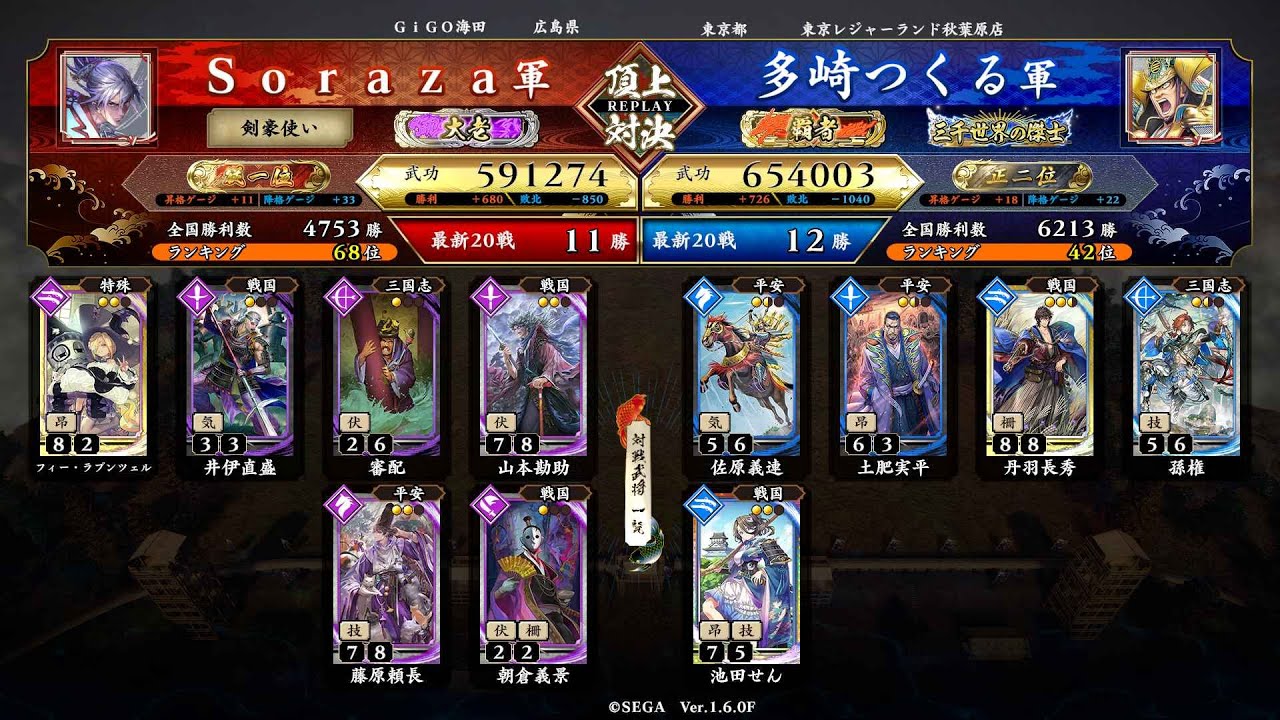 GiGO海田 広島県
東京都 東京レジャーランド秋葉原店
Soraza軍
頂上
REPLAY
対決
多崎つくる軍
剣豪使い
大老
覇者
三千世界の傑士
従一位
武功 591274
勝利 +680 敗北 -850
武功 654003
勝利 +726 敗北 -1040
正二位
昇格ゲージ +11 降格ゲージ +33
昇格ゲージ +18 降格ゲージ +22
全国勝利数 4753勝
ランキング 68位
最新20戦 11勝
最新20戦 12勝
全国勝利数 6213勝
ランキング 42位
特殊
昴
8 2
フィー・ラプンツェル
戦国
気
3 3
井伊直盛
三国志
伏
2 6
審配
戦国
伏
7 8
山本勘助
平安
気
5 6
佐原義連
平安
昴
6 3
土肥実平
戦国
柵
8 8
丹羽長秀
三国志
技
5 6
孫権
対戦武将一覧
平安
技
7 8
藤原頼長
戦国
伏 柵
2 2
朝倉義景
戦国
昴 技
7 5
池田せん
©SEGA Ver.1.6.0F